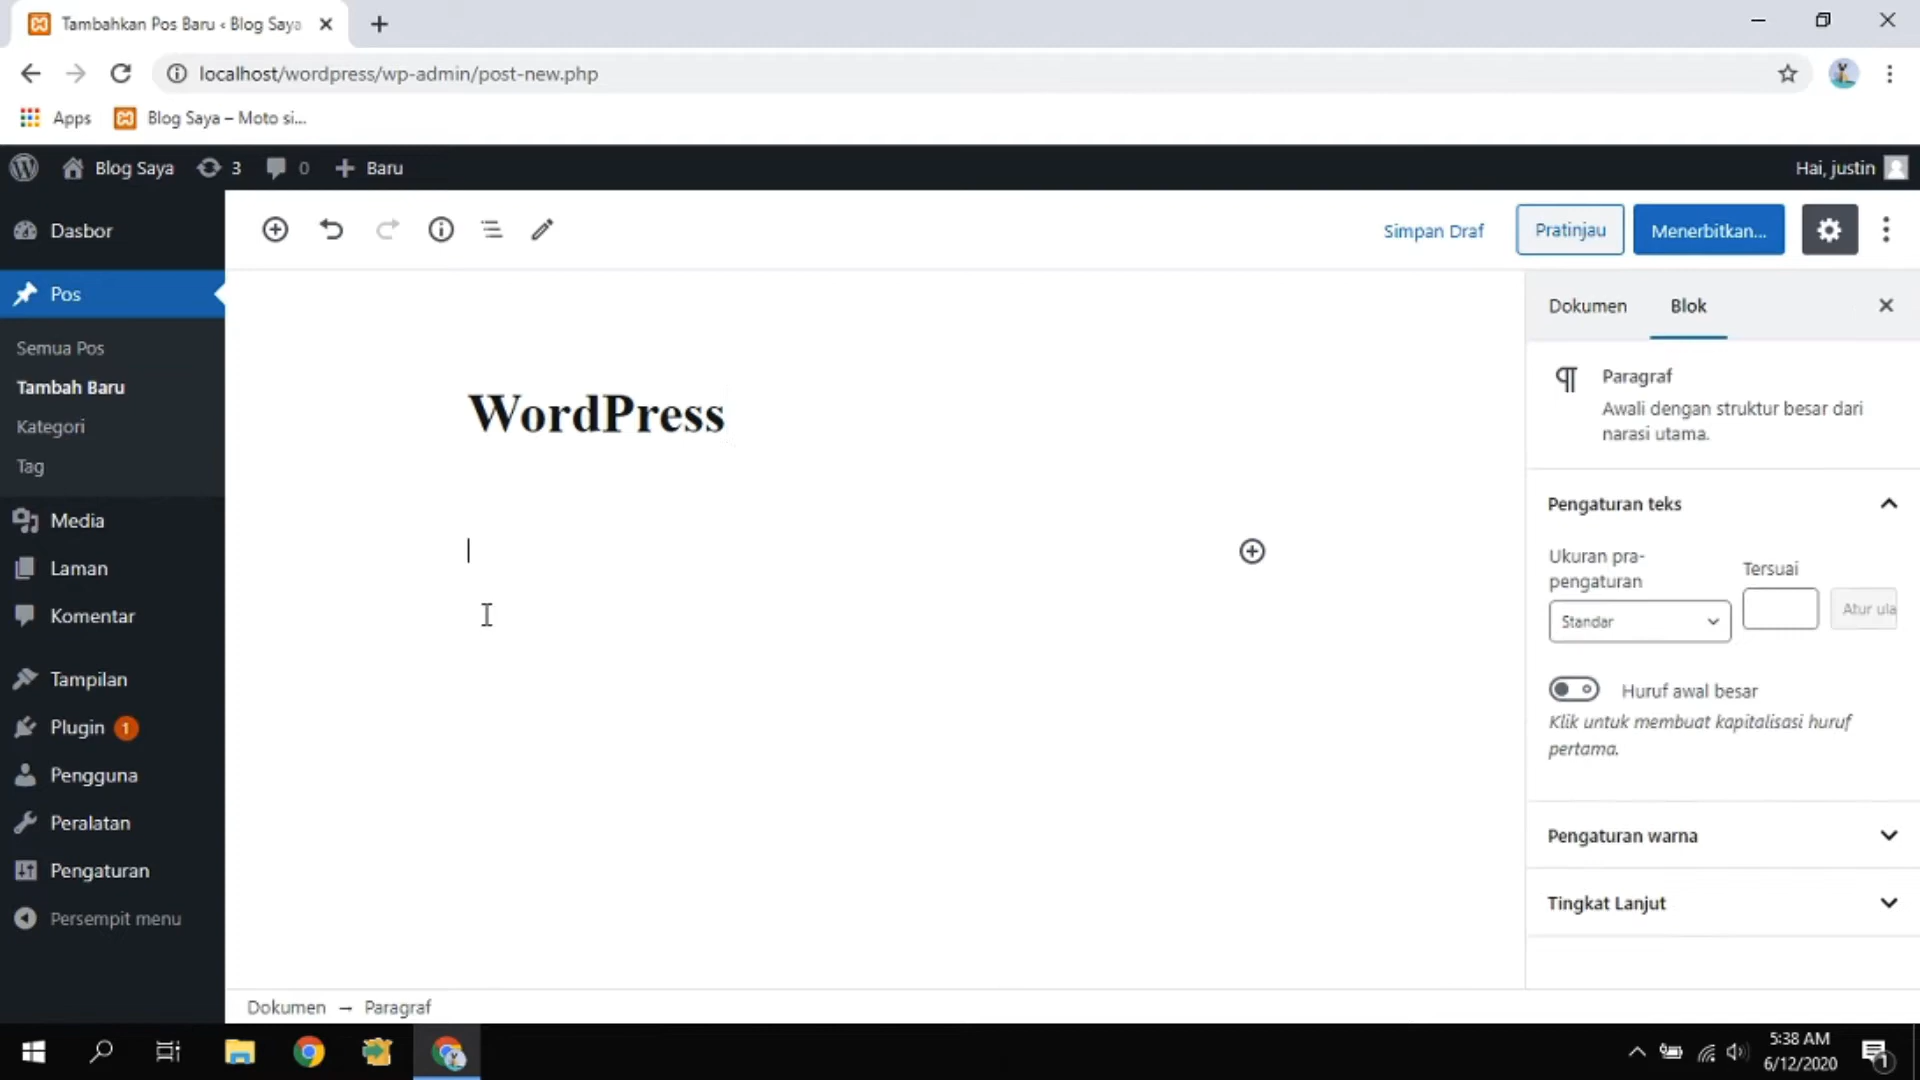 Tambahkan Pos Baru ‹ Blog Saya
localhost/wordpress/wp-admin/post-new.php
Apps
Blog Saya – Moto si...
Blog Saya
3
0
Baru
Hai, justin
Dasbor
Pos
Semua Pos
Tambah Baru
Kategori
Tag
Media
Laman
Komentar
Tampilan
Plugin 1
Pengguna
Peralatan
Pengaturan
Persempit menu
Simpan Draf
Pratinjau
Menerbitkan...
WordPress
Dokumen
Blok
Paragraf
Awali dengan struktur besar dari
narasi utama.
Pengaturan teks
Ukuran pra-
pengaturan
Tersuai
Standar
Atur ula
Huruf awal besar
Klik untuk membuat kapitalisasi huruf
pertama.
Pengaturan warna
Tingkat Lanjut
Dokumen → Paragraf
5:38 AM
6/12/2020
1